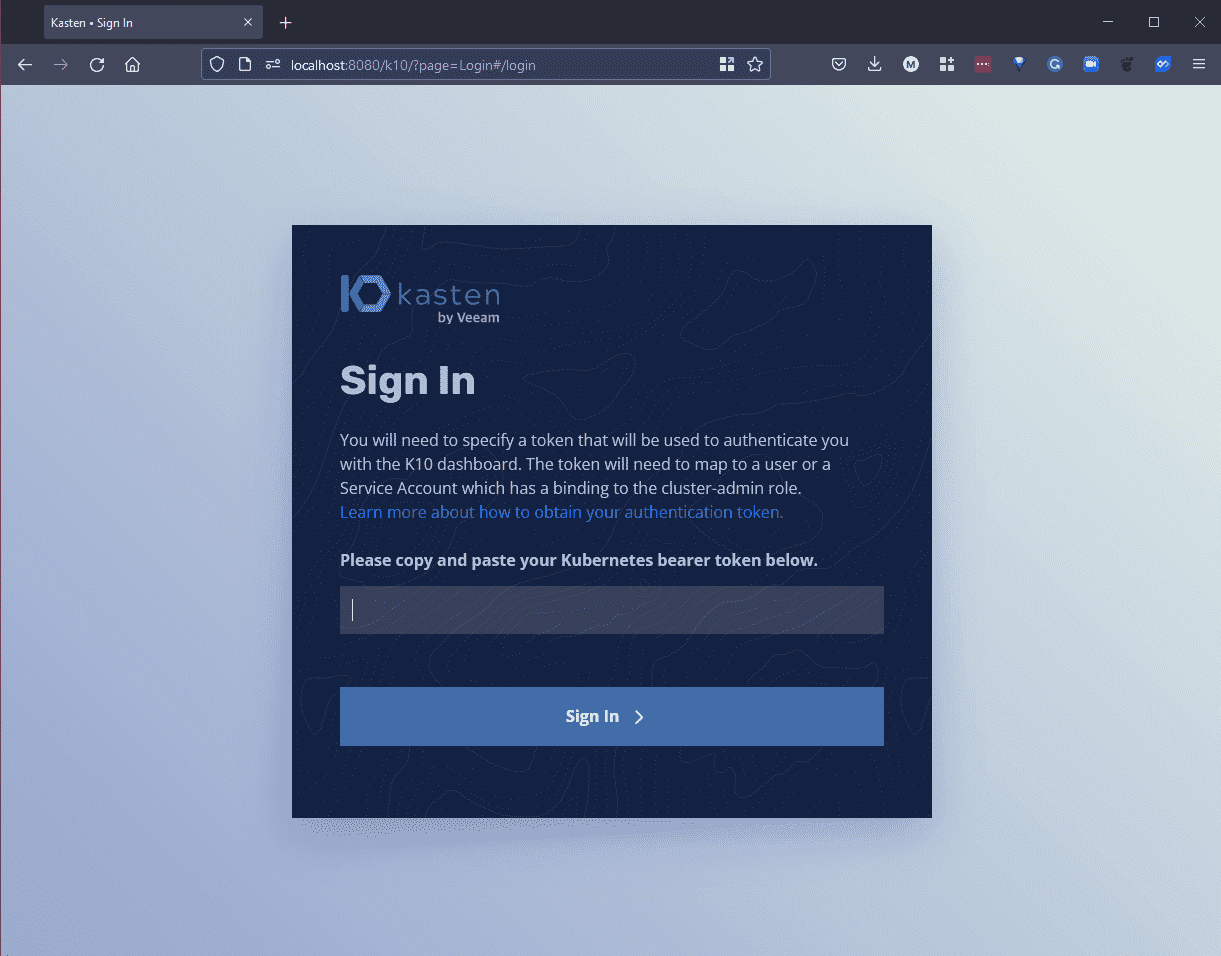 Kasten • Sign In
localhost:8080/k10/?page=Login#/login
M
G
kasten
by Veeam
Sign In
You will need to specify a token that will be used to authenticate you
with the K10 dashboard. The token will need to map to a user or a
Service Account which has a binding to the cluster-admin role.
Learn more about how to obtain your authentication token.
Please copy and paste your Kubernetes bearer token below.
Sign In